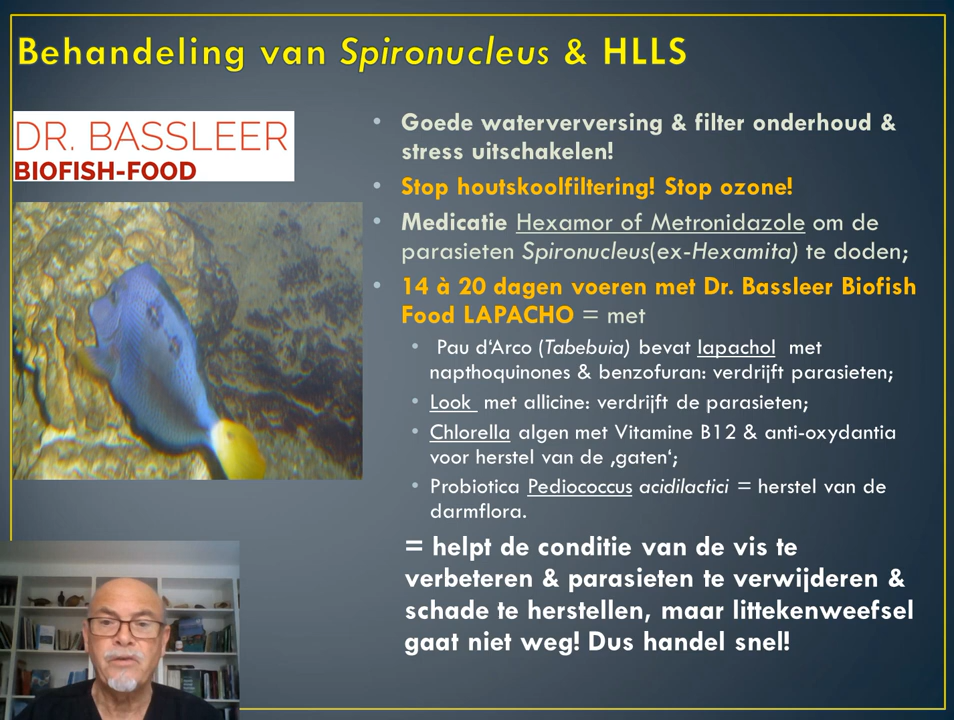 Behandeling van Spironucleus & HLLS
DR. BASSLEER
BIOFISH-FOOD
• Goede waterverversing & filter onderhoud &
stress uitschakelen!
• Stop houtskoolfiltering! Stop ozone!
• Medicatie Hexamor of Metronidazole om de
parasieten Spironucleus(ex-Hexamita) te doden;
• 14 à 20 dagen voeren met Dr. Bassleer Biofish
Food LAPACHO = met
• Pau d‘Arco (Tabebuia) bevat lapachol met
napthoquinones & benzofuran: verdrijft parasieten;
• Look met allicine: verdrijft de parasieten;
• Chlorella algen met Vitamine B12 & anti-oxydantia
voor herstel van de ‚gaten‘;
• Probiotica Pediococcus acidilactici = herstel van de
darmflora.
= helpt de conditie van de vis te
verbeteren & parasieten te verwijderen &
schade te herstellen, maar littekenweefsel
gaat niet weg! Dus handel snel!